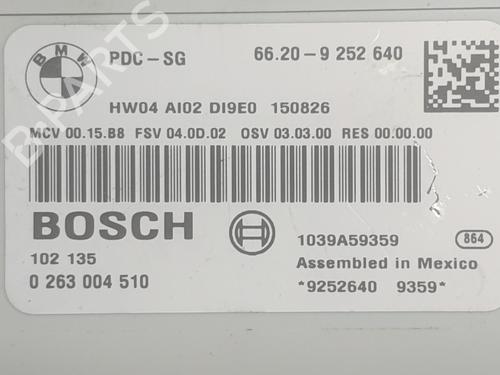 BMW PDC-SG 66.20-9 252 640
HW04 AI02 DI9E0 150826
MCV 00.15.B8 FSV 04.0D.02 OSV 03.03.00 RES 00.00.00
BOSCH
102 135
1039A59359 864
0 263 004 510
Assembled in Mexico
*9252640 9359*
B-PARTS